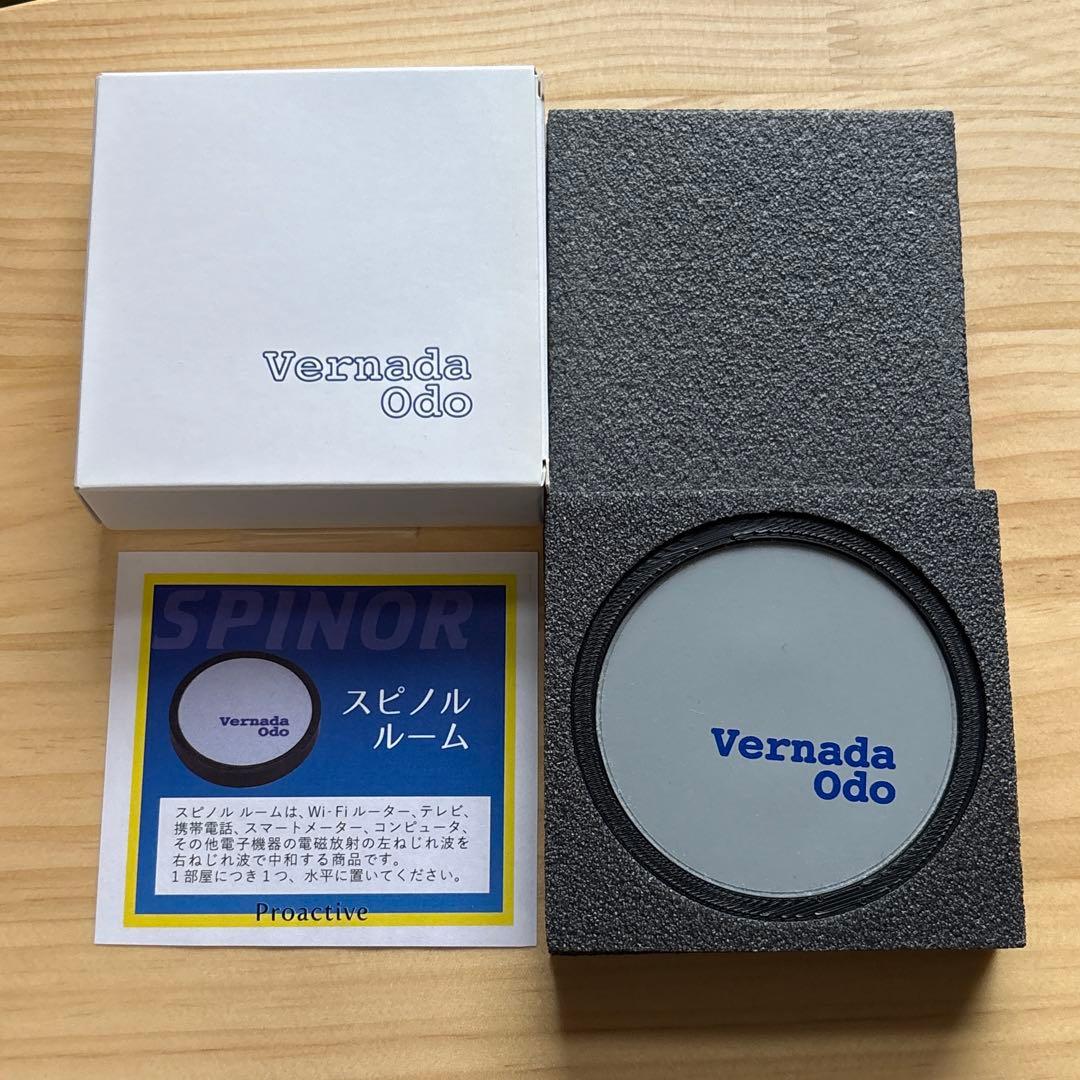 Vernada
Odo
SPINOR
Vernada
Odo
スピノル
ルーム
スピノル ルームは、Wi-Fi ルーター、テレビ、
携帯電話、スマートメーター、コンピュータ、
その他電子機器の電磁放射の左ねじれ波を
右ねじれ波で中和する商品です。
1部屋につき1つ、水平に置いてください。
Proactive
Vernada
Odo